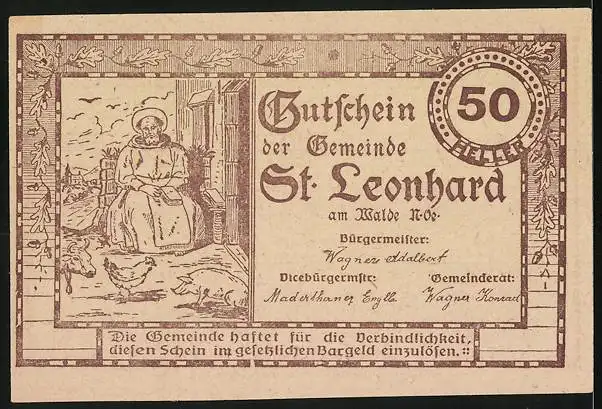 Gutschein
der Gemeinde
St. Leonhard
am Walde N.Oe.
50
HELLER
Bürgermeister:
Wagner Adalbert
Vicebürgermstr:
Gemeinderat:
Maderthaner
Wagner Konrad
Die Gemeinde haftet für die Verbindlichkeit,
diesen Schein im gesetzlichen Bargeld einzulösen.::